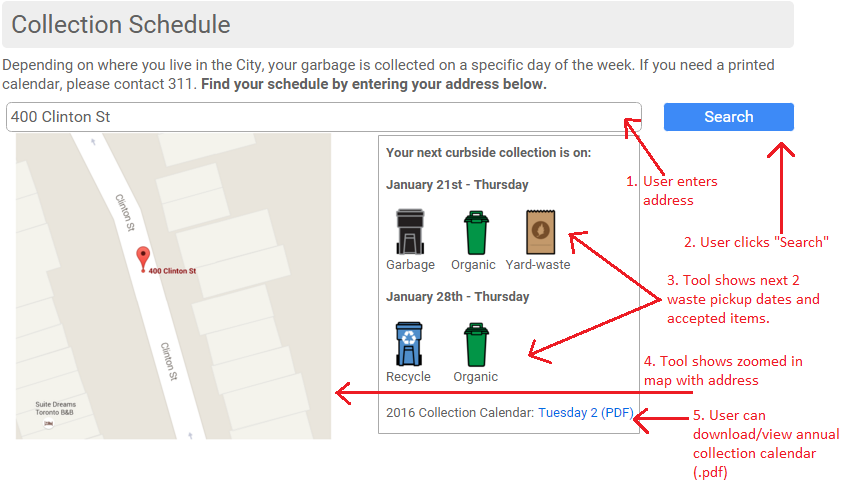 Collection Schedule
Depending on where you live in the City, your garbage is collected on a specific day of the week. If you need a printed
calendar, please contact 311. Find your schedule by entering your address below.
400 Clinton St
Search
Clinton St
400 Clinton St
Clinton St
Suite Dreams
Toronto B&B
Your next curbside collection is on:
January 21st - Thursday
Garbage Organic Yard-waste
January 28th - Thursday
Recycle Organic
2016 Collection Calendar: Tuesday 2 (PDF)
1. User enters
address
2. User clicks "Search"
3. Tool shows next 2
waste pickup dates and
accepted items.
4. Tool shows zoomed in
map with address
5. User can
download/view annual
collection calendar
(.pdf)